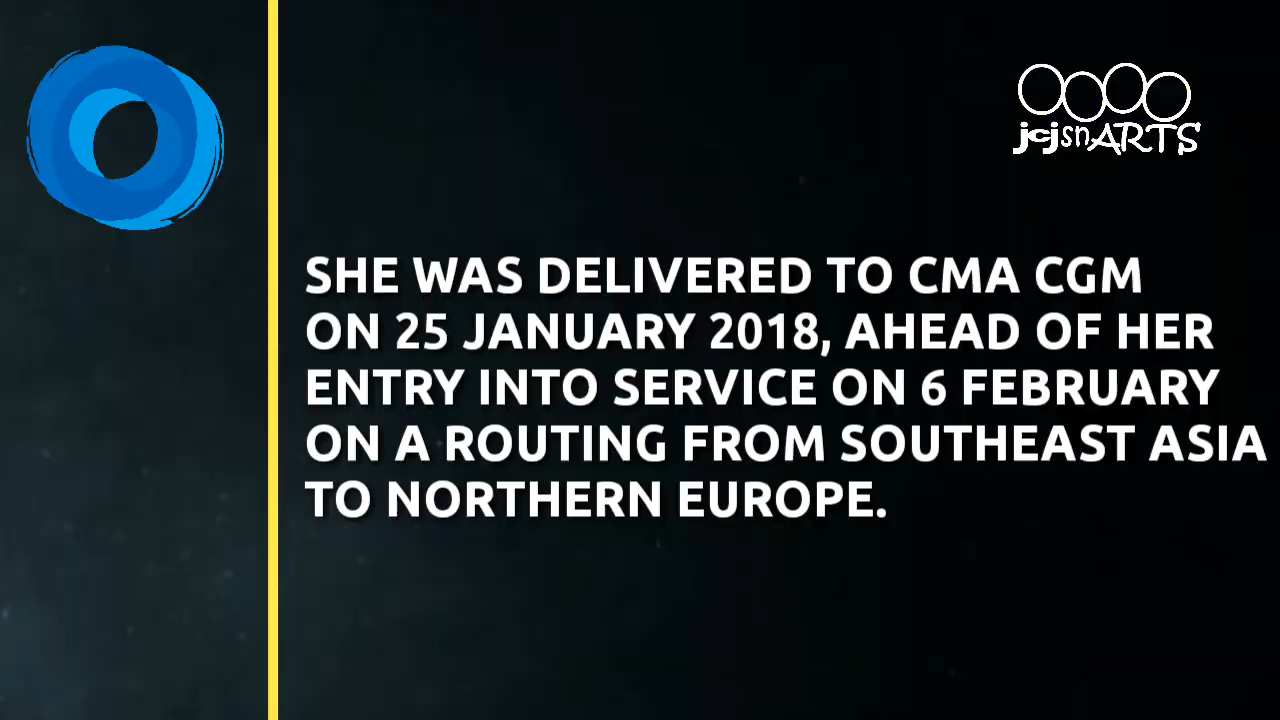 jcjsnARTS
SHE WAS DELIVERED TO CMA CGM
ON 25 JANUARY 2018, AHEAD OF HER
ENTRY INTO SERVICE ON 6 FEBRUARY
ON A ROUTING FROM SOUTHEAST ASIA
TO NORTHERN EUROPE.